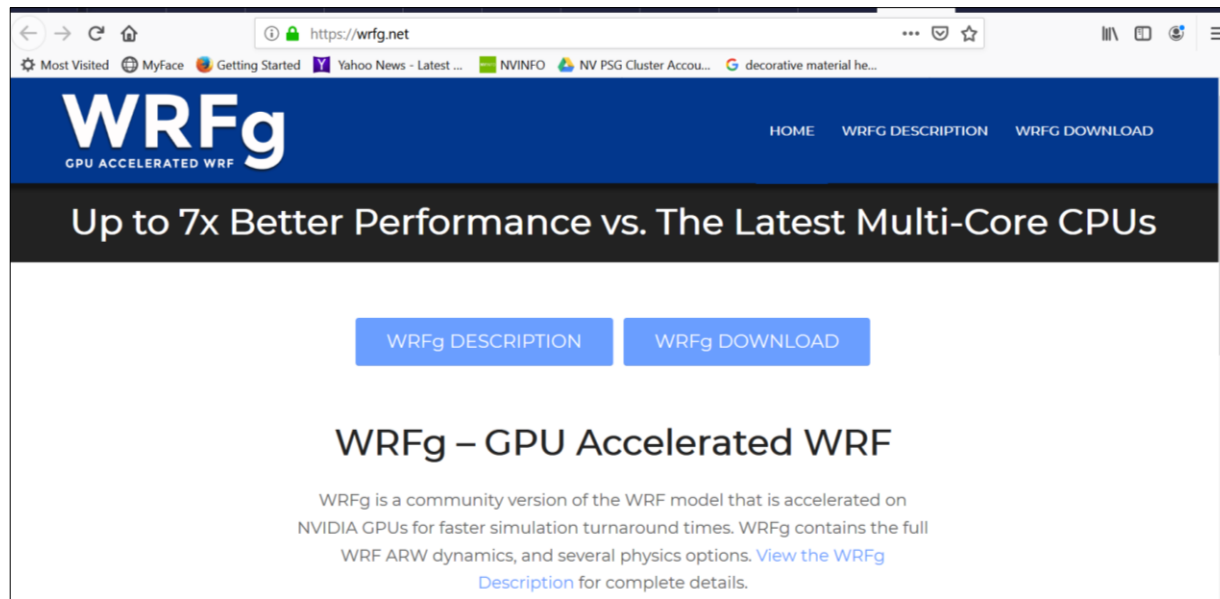 https://wrfg.net
Most Visited MyFace Getting Started Yahoo News - Latest ... NVINFO NV PSG Cluster Accou... G decorative material he...
WRFg
GPU ACCELERATED WRF
HOME WRFG DESCRIPTION WRFG DOWNLOAD
Up to 7x Better Performance vs. The Latest Multi-Core CPUs
WRFg DESCRIPTION WRFg DOWNLOAD
WRFg – GPU Accelerated WRF
WRFg is a community version of the WRF model that is accelerated on
NVIDIA GPUs for faster simulation turnaround times. WRFg contains the full
WRF ARW dynamics, and several physics options. View the WRFg
Description for complete details.